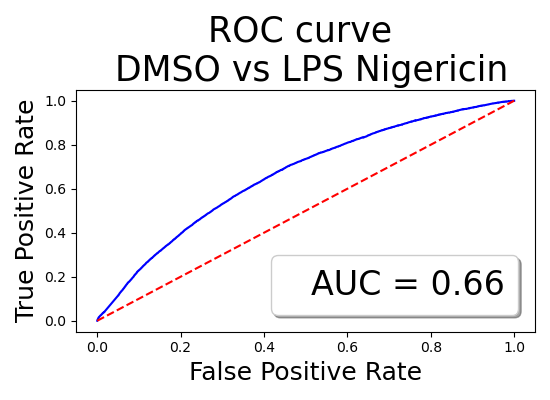 ROC curve
DMSO vs LPS Nigericin
True Positive Rate
1.0
0.8
0.6
0.4
0.2
0.0
AUC = 0.66
0.0 0.2 0.4 0.6 0.8 1.0
False Positive Rate